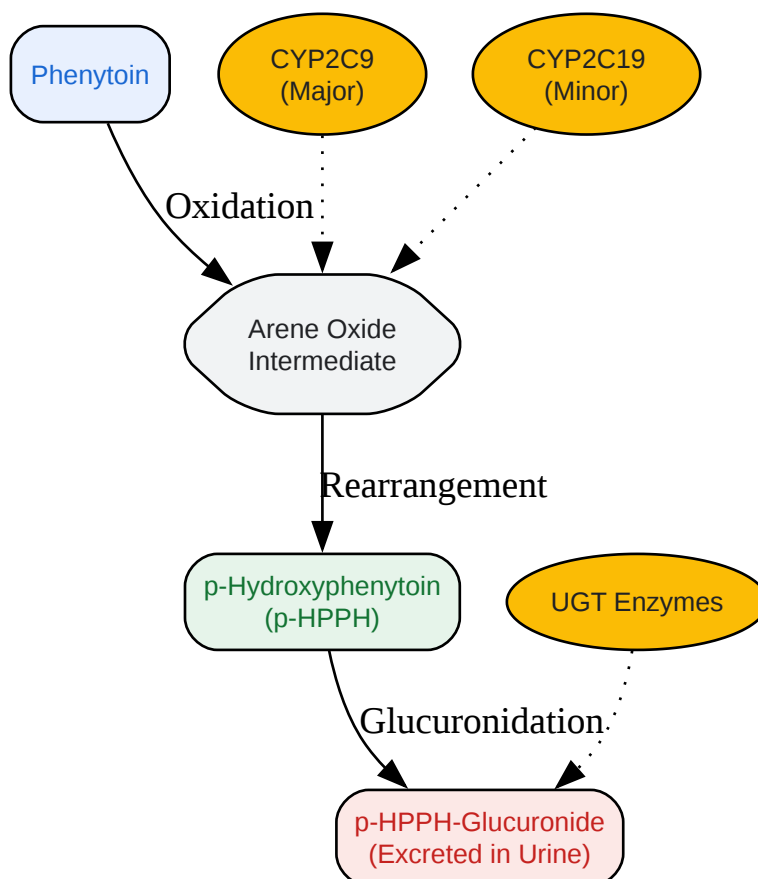 Phenytoin
CYP2C9
(Major)
CYP2C19
(Minor)
Oxidation
Arene Oxide
Intermediate
Rearrangement
p-Hydroxyphenytoin
(p-HPPH)
UGT Enzymes
Glucuronidation
p-HPPH-Glucuronide
(Excreted in Urine)